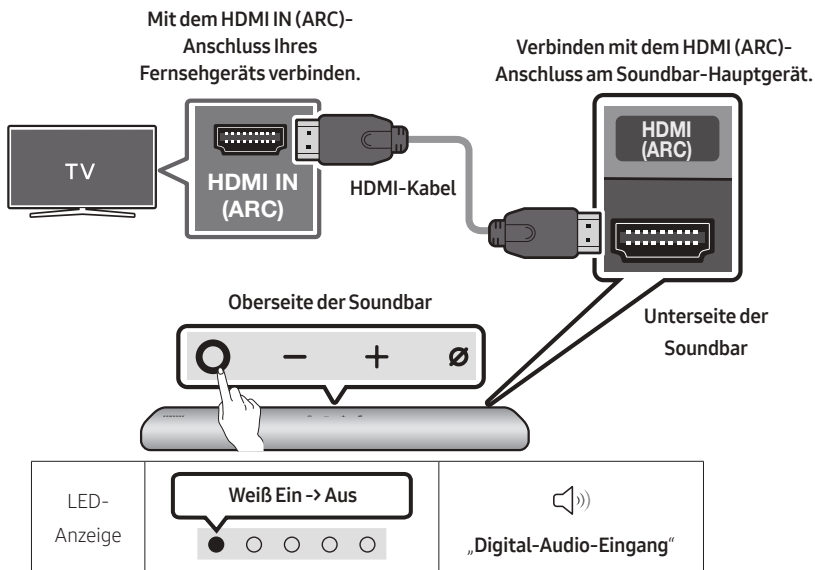 Mit dem HDMI IN (ARC)-
Anschluss Ihres
Fernsehgeräts verbinden.
Verbinden mit dem HDMI (ARC)-
Anschluss am Soundbar-Hauptgerät.
TV
HDMI IN
(ARC)
HDMI-Kabel
HDMI
(ARC)
Oberseite der Soundbar
Unterseite der
Soundbar
LED-
Anzeige
Weiß Ein -> Aus
„Digital-Audio-Eingang“